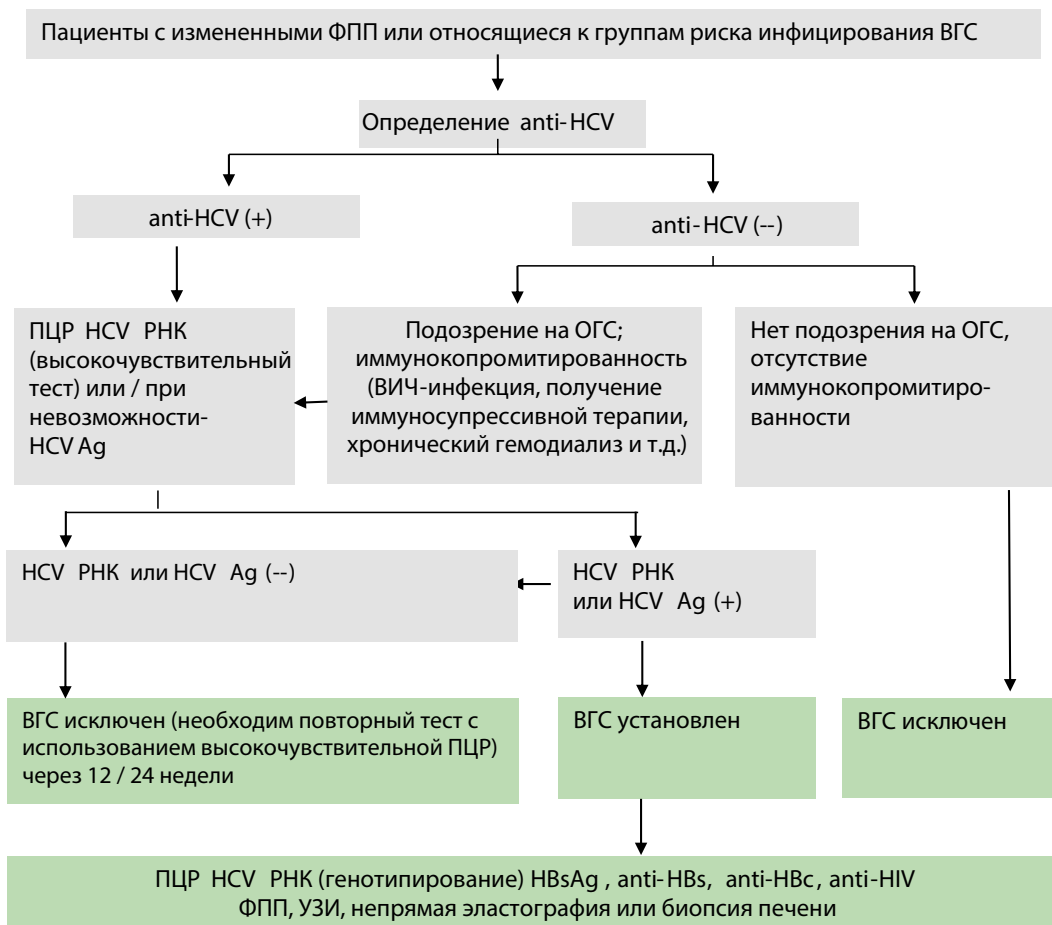 Пациенты с измененными ФПП или относящиеся к группам риска инфицирования ВГС
Определение anti-HCV
anti-HCV (+)
anti-HCV (--)
ПЦР HCV РНК
(высокочувствительный
тест) или / при
невозможности-
HCV Ag
Подозрение на ОГС;
иммунокопромитированность
(ВИЧ-инфекция, получение
иммуносупрессивной терапии,
хронический гемодиализ и т.д.)
Нет подозрения на ОГС,
отсутствие
иммунокопромитиро-
ванности
HCV РНК или HCV Ag (--)
HCV РНК
или HCV Ag (+)
ВГС исключен (необходим повторный тест с
использованием высокочувствительной ПЦР)
через 12 / 24 недели
ВГС установлен
ВГС исключен
ПЦР HCV РНК (генотипирование) HBsAg , anti-HBs, anti-HBc, anti-HIV
ФПП, УЗИ, непрямая эластография или биопсия печени